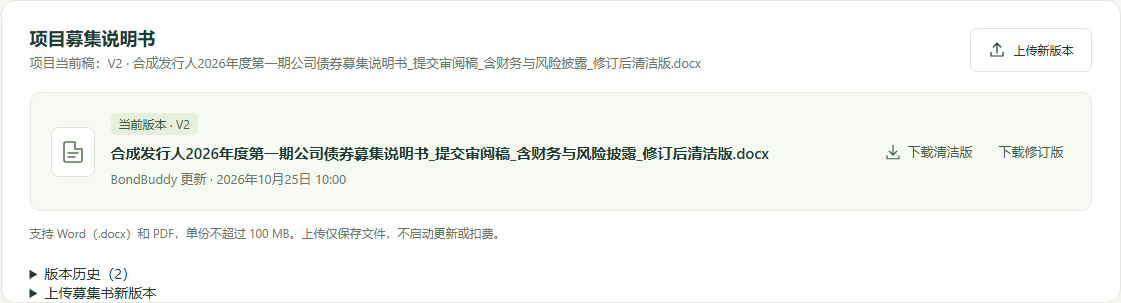 项目募集说明书
项目当前稿：V2 · 合成发行人2026年度第一期公司债券募集说明书_提交审阅稿_含财务与风险披露_修订后清洁版.docx
上传新版本
当前版本 · V2
合成发行人2026年度第一期公司债券募集说明书_提交审阅稿_含财务与风险披露_修订后清洁版.docx
BondBuddy 更新 · 2026年10月25日 10:00
下载清洁版
下载修订版
支持 Word（.docx）和 PDF，单份不超过 100 MB。上传仅保存文件，不启动更新或扣费。
版本历史（2）
上传募集书新版本